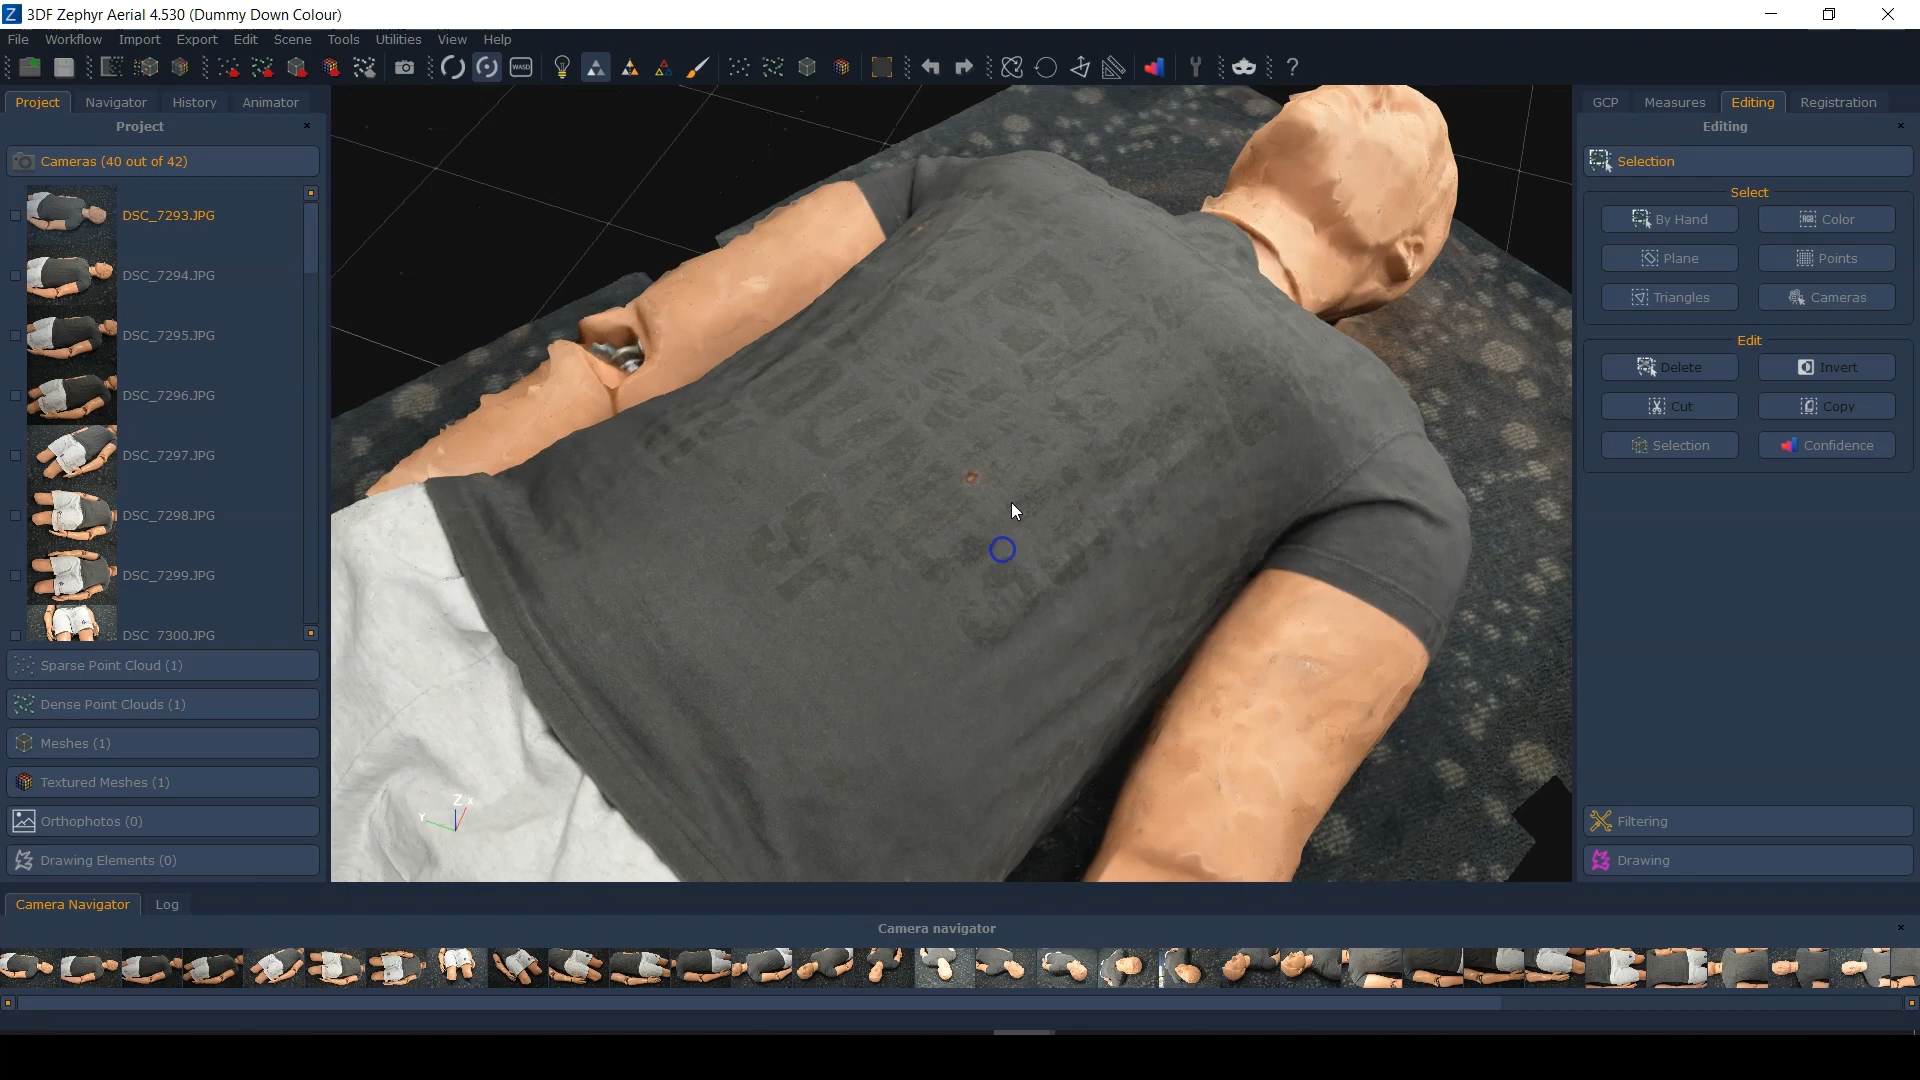 3DF Zephyr Aerial 4.530 (Dummy Down Colour)
File Workflow Import Export Edit Scene Tools Utilities View Help
WASD
Project Navigator History Animator
Project
Cameras (40 out of 42)
DSC_7293.JPG
DSC_7294.JPG
DSC_7295.JPG
DSC_7296.JPG
DSC_7297.JPG
DSC_7298.JPG
DSC_7299.JPG
DSC_7300.JPG
Sparse Point Cloud (1)
Dense Point Clouds (1)
Meshes (1)
Textured Meshes (1)
Orthophotos (0)
Drawing Elements (0)
Z X
Y
GCP Measures Editing Registration
Editing
Selection
Select
By Hand Color
Plane Points
Triangles Cameras
Edit
Delete Invert
Cut Copy
Selection Confidence
Filtering
Drawing
Camera Navigator Log
Camera navigator